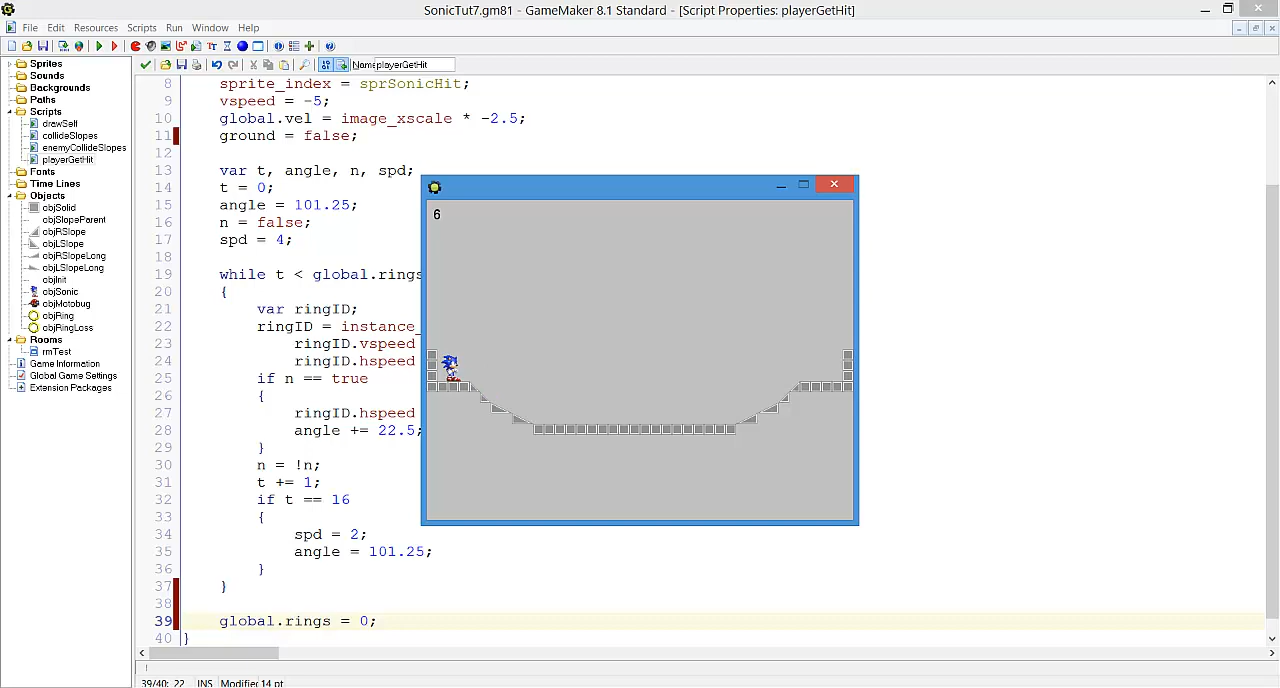 SonicTut7.gm81 - GameMaker 8.1 Standard - [Script Properties: playerGetHit]
File Edit Resources Scripts Run Window Help
Name playerGetHit
Sprites
Sounds
Backgrounds
Paths
Scripts
drawSelf
collideSlopes
enemyCollideSlopes
playerGetHit
Fonts
Time Lines
Objects
objSolid
objSlopeParent
objRSlope
objLSlope
objRSlopeLong
objLSlopeLong
objInit
objSonic
objMotobug
objRing
objRingLoss
Rooms
rmTest
Game Information
Global Game Settings
Extension Packages
8 sprite_index = sprSonicHit;
9 vspeed = -5;
10 global.vel = image_xscale * -2.5;
11 ground = false;
12
13 var t, angle, n, spd;
14 t = 0;
15 angle = 101.25;
16 n = false;
17 spd = 4;
18
19 while t < global.rings
20 {
21 var ringID;
22 ringID = instance_
23 ringID.vspeed
24 ringID.hspeed
25 if n == true
26 {
27 ringID.hspeed
28 angle += 22.5;
29 }
30 n = !n;
31 t += 1;
32 if t == 16
33 {
34 spd = 2;
35 angle = 101.25;
36 }
37 }
38
39 global.rings = 0;
40 }
6
39/40: 22 INS Modified 14 pt